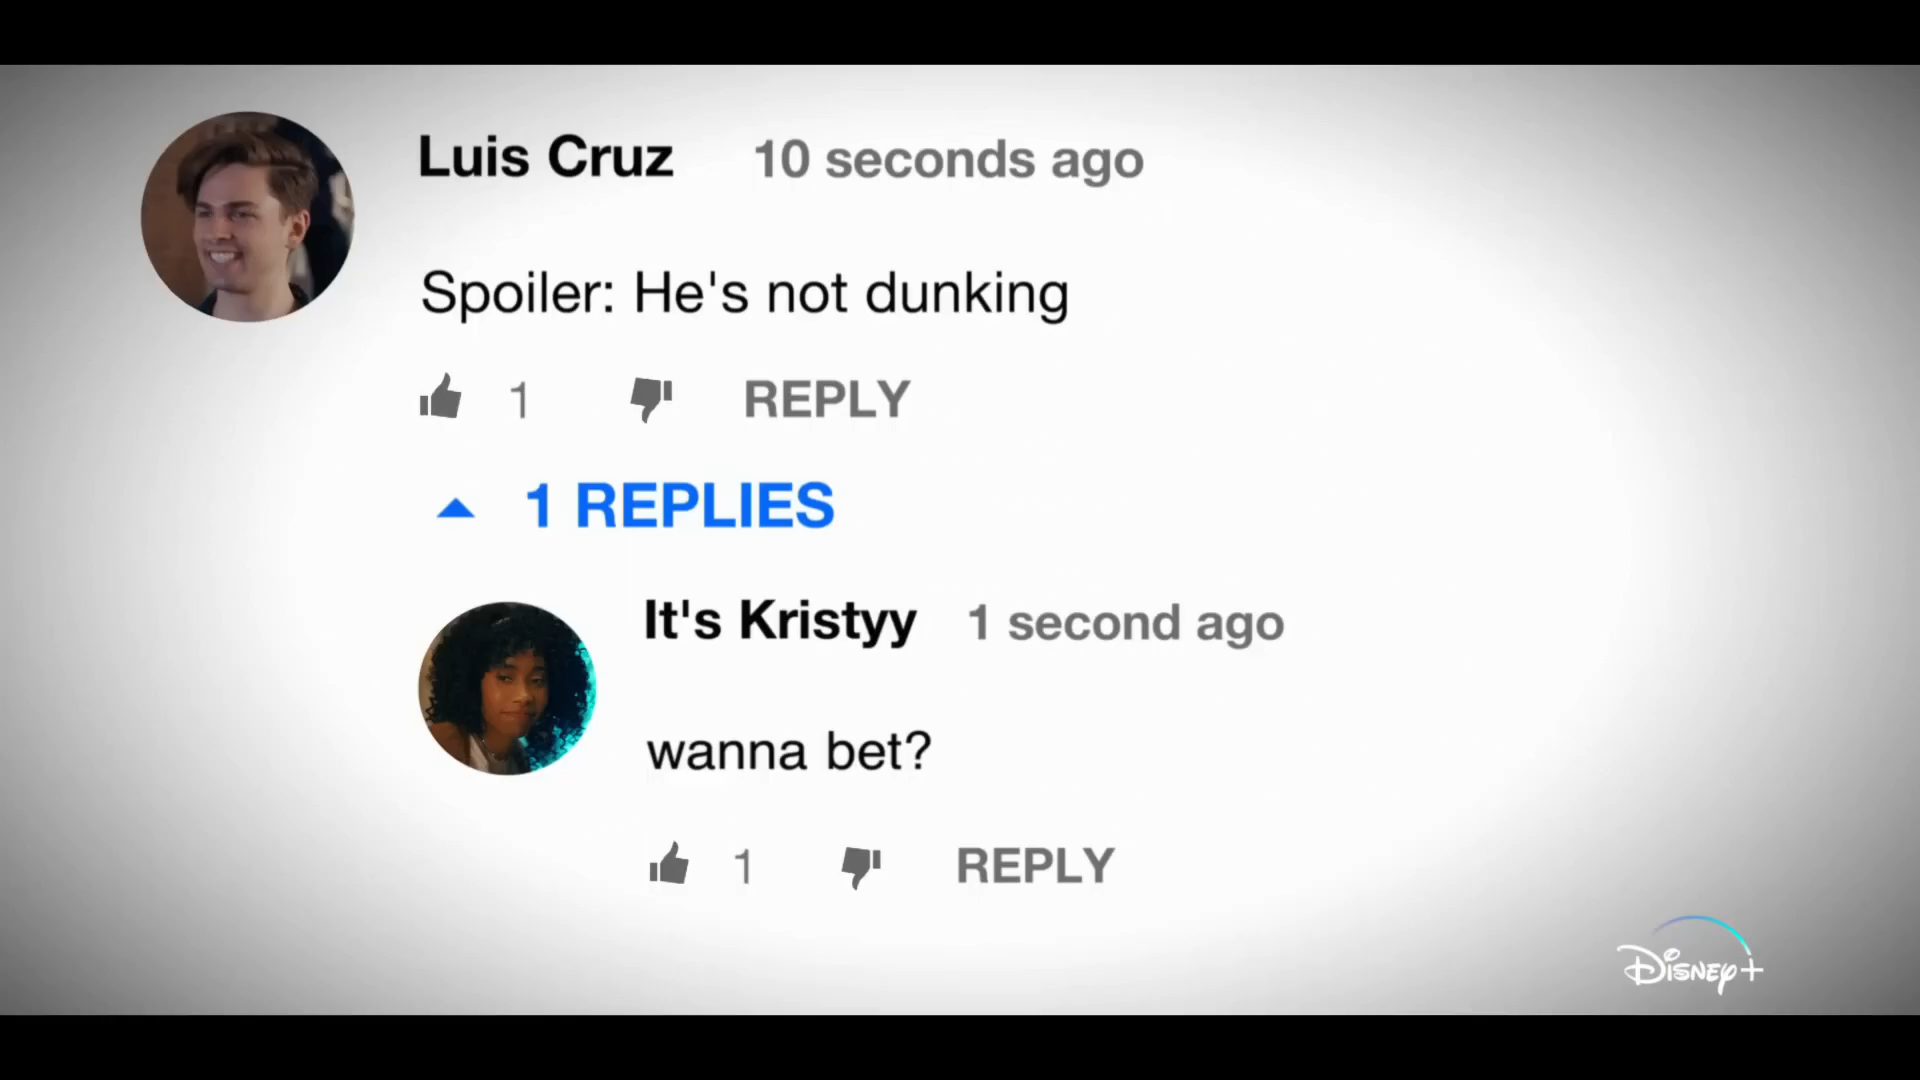 Luis Cruz 10 seconds ago
Spoiler: He's not dunking
1 REPLY
1 REPLIES
It's Kristyy 1 second ago
wanna bet?
1 REPLY
Disney+